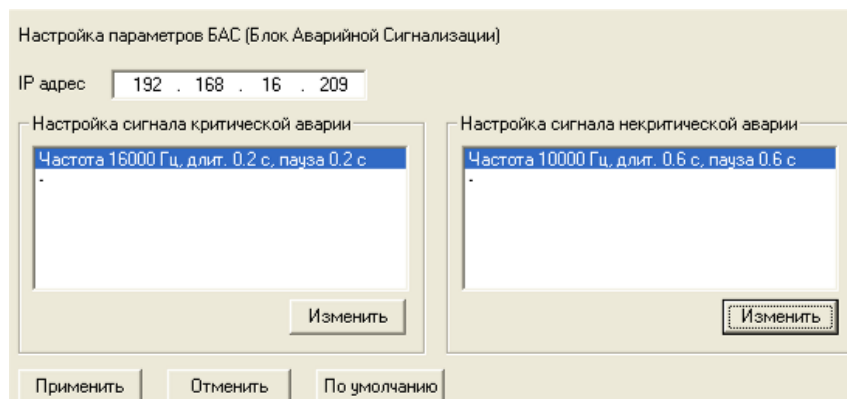 Настройка параметров БАС (Блок Аварийной Сигнализации)
IP адрес 192 . 168 . 16 . 209
Настройка сигнала критической аварии
Частота 16000 Гц, длит. 0.2 с, пауза 0.2 с
-
Изменить
Настройка сигнала некритической аварии
Частота 10000 Гц, длит. 0.6 с, пауза 0.6 с
-
Изменить
Применить Отменить По умолчанию